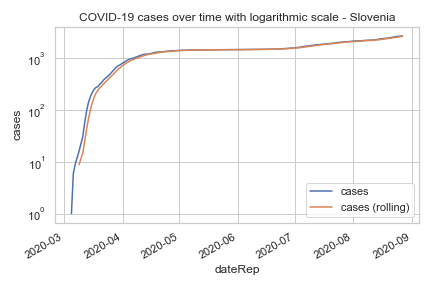 COVID-19 cases over time with logarithmic scale - Slovenia
cases
10³
10²
10¹
10⁰
cases
cases (rolling)
2020-03
2020-04
2020-05
2020-06
2020-07
2020-08
2020-09
dateRep